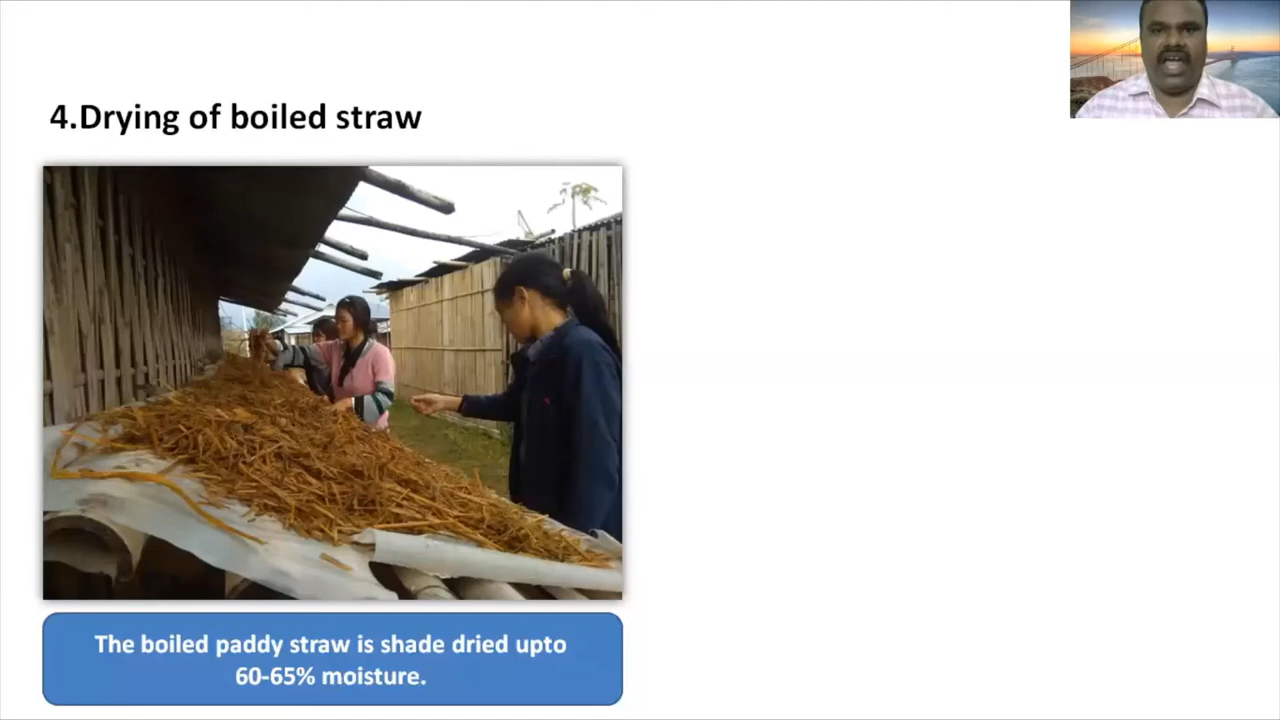 4.Drying of boiled straw
The boiled paddy straw is shade dried upto
60-65% moisture.